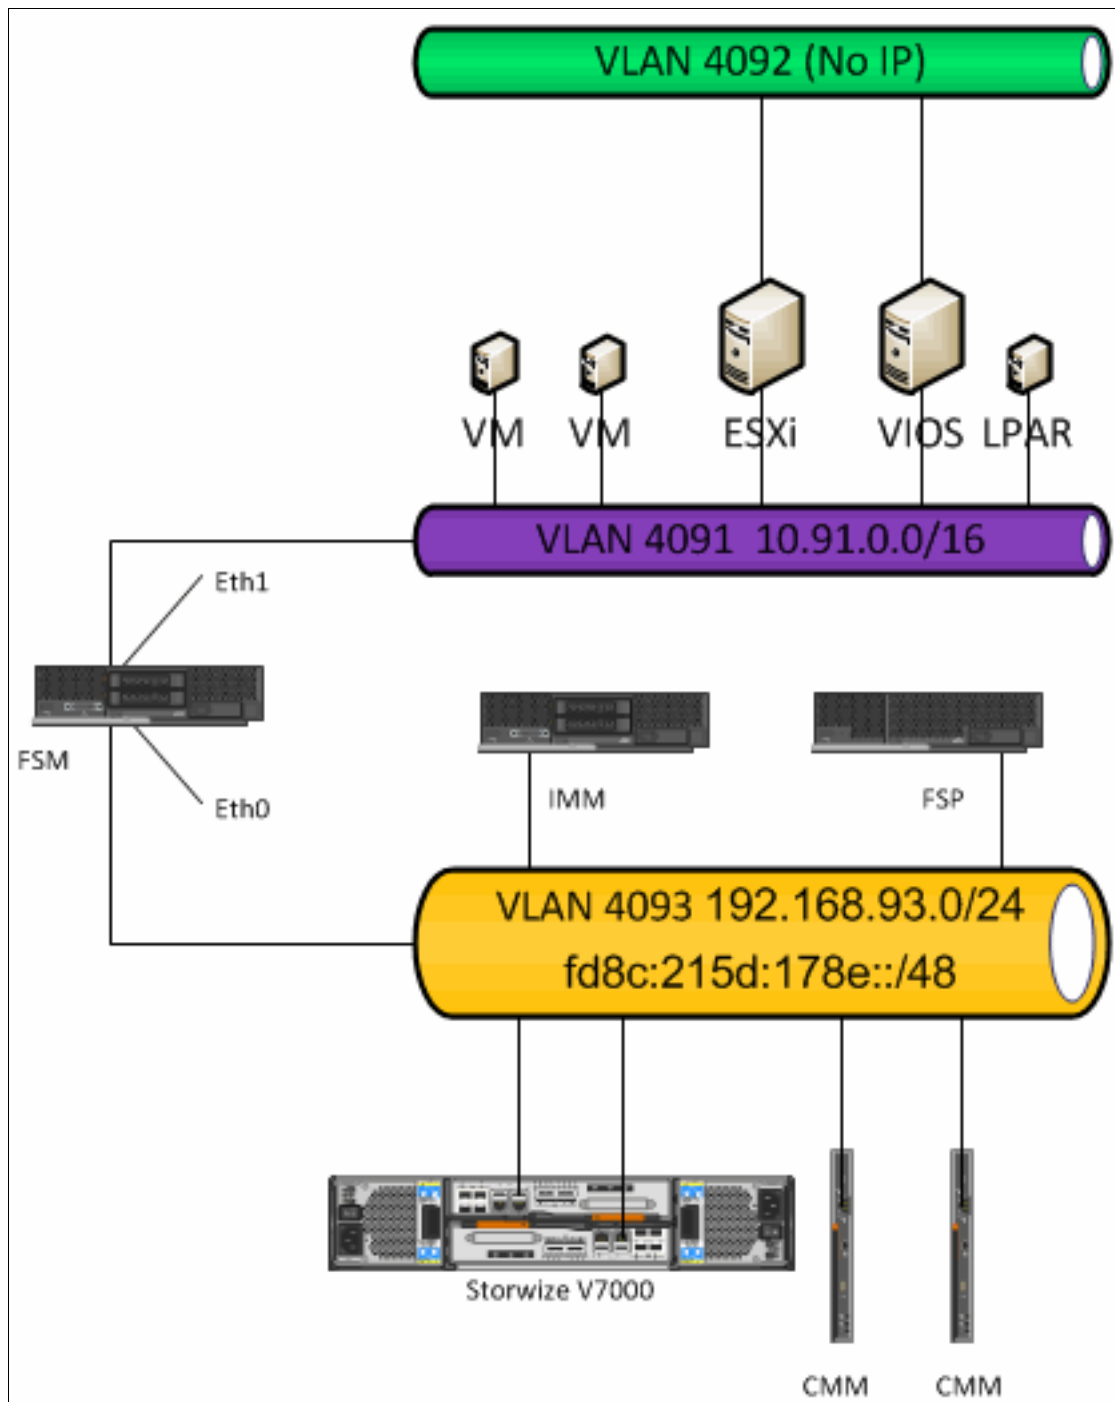 VLAN 4092 (No IP)
VM VM ESXi VIOS LPAR
VLAN 4091 10.91.0.0/16
Eth1
FSM
Eth0
IMM
FSP
VLAN 4093 192.168.93.0/24
fd8c:215d:178e::/48
Storwize V7000
CMM CMM